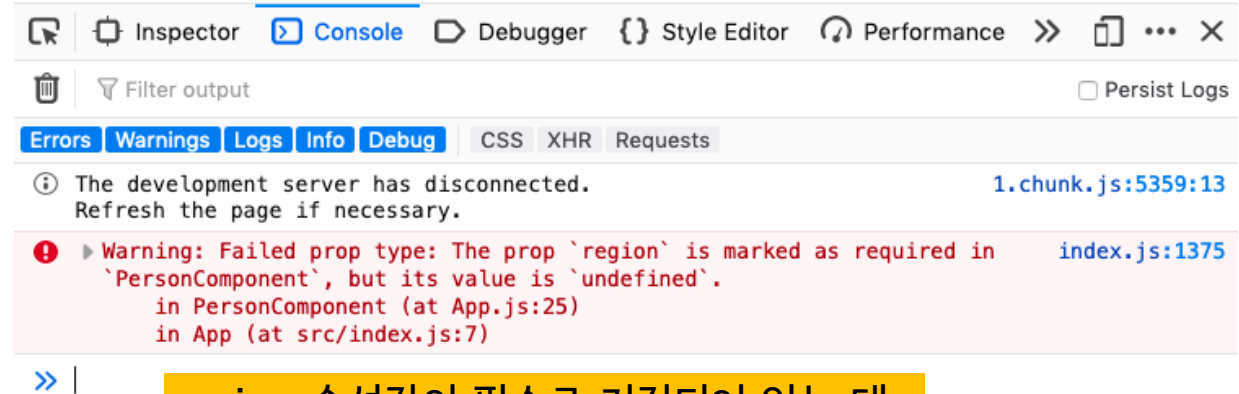 Inspector Console Debugger {} Style Editor Performance
Filter output Persist Logs
Errors Warnings Logs Info Debug CSS XHR Requests
The development server has disconnected. 1.chunk.js:5359:13
Refresh the page if necessary.
Warning: Failed prop type: The prop `region` is marked as required in index.js:1375
`PersonComponent`, but its value is `undefined`.
in PersonComponent (at App.js:25)
in App (at src/index.js:7)